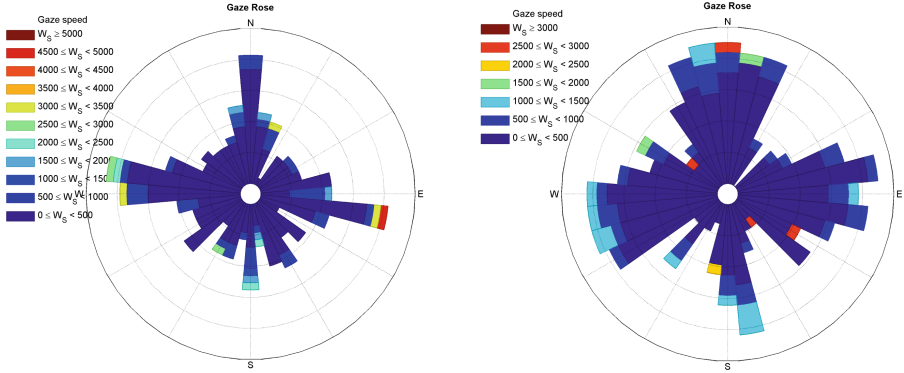 Gaze Rose
N
Gaze speed
W_S ≥ 5000
4500 ≤ W_S < 5000
4000 ≤ W_S < 4500
3500 ≤ W_S < 4000
3000 ≤ W_S < 3500
2500 ≤ W_S < 3000
2000 ≤ W_S < 2500
1500 ≤ W_S < 2000
1000 ≤ W_S < 1500
500 ≤ W_S < 1000
0 ≤ W_S < 500
W
E
S
Gaze Rose
N
Gaze speed
W_S ≥ 3000
2500 ≤ W_S < 3000
2000 ≤ W_S < 2500
1500 ≤ W_S < 2000
1000 ≤ W_S < 1500
500 ≤ W_S < 1000
0 ≤ W_S < 500
W
E
S